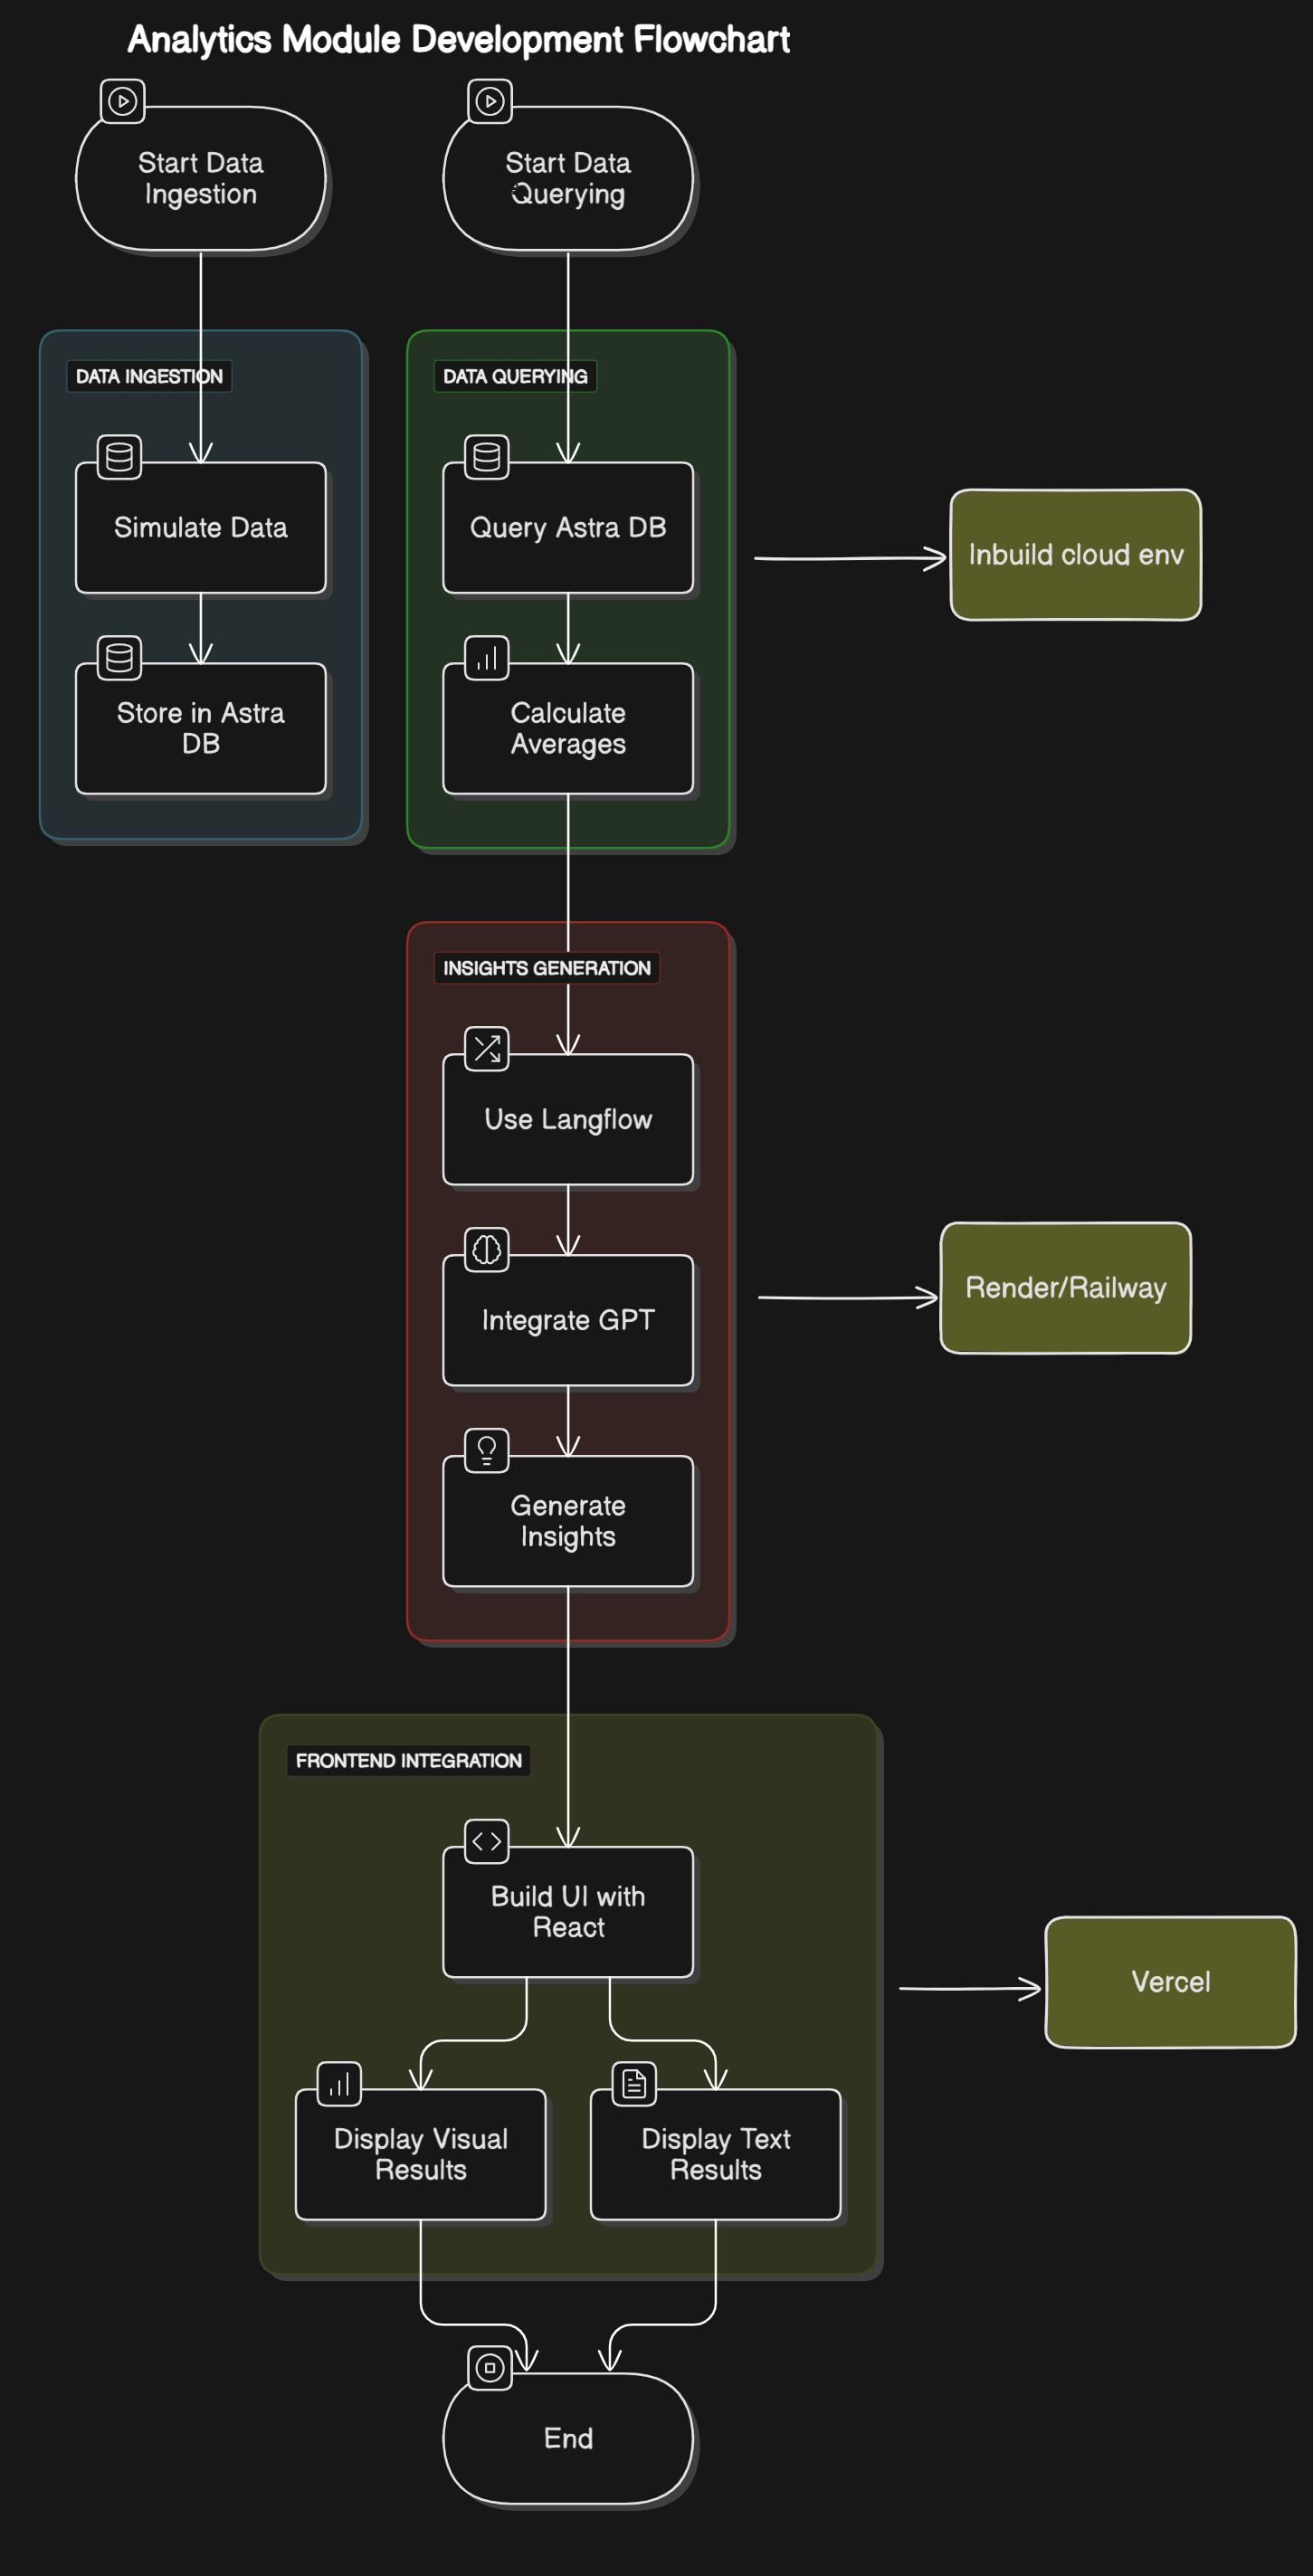 Analytics Module Development Flowchart
Start Data
Ingestion
Start Data
Querying
DATA INGESTION
DATA QUERYING
Simulate Data
Query Astra DB
Inbuild cloud env
Store in Astra
DB
Calculate
Averages
INSIGHTS GENERATION
Use Langflow
Integrate GPT
Render/Railway
Generate
Insights
FRONTEND INTEGRATION
Build UI with
React
Vercel
Display Visual
Results
Display Text
Results
End